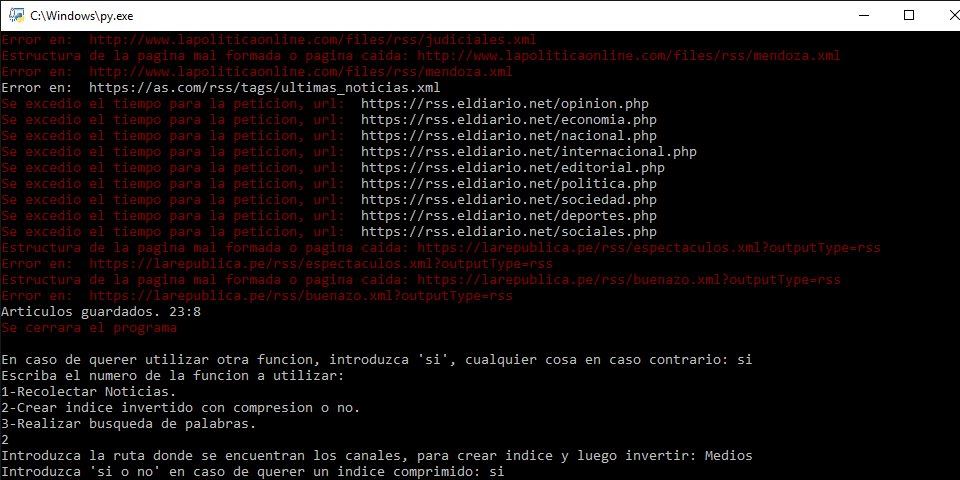 C:\Windows\py.exe
Error en:  http://www.lapoliticaonline.com/files/rss/judiciales.xml
Estructura de la pagina mal formada o pagina caida: http://www.lapoliticaonline.com/files/rss/mendoza.xml
Error en:  http://www.lapoliticaonline.com/files/rss/mendoza.xml
Error en:  https://as.com/rss/tags/ultimas_noticias.xml
Se excedio el tiempo para la peticion, url:  https://rss.eldiario.net/opinion.php
Se excedio el tiempo para la peticion, url:  https://rss.eldiario.net/economia.php
Se excedio el tiempo para la peticion, url:  https://rss.eldiario.net/nacional.php
Se excedio el tiempo para la peticion, url:  https://rss.eldiario.net/internacional.php
Se excedio el tiempo para la peticion, url:  https://rss.eldiario.net/editorial.php
Se excedio el tiempo para la peticion, url:  https://rss.eldiario.net/politica.php
Se excedio el tiempo para la peticion, url:  https://rss.eldiario.net/sociedad.php
Se excedio el tiempo para la peticion, url:  https://rss.eldiario.net/deportes.php
Se excedio el tiempo para la peticion, url:  https://rss.eldiario.net/sociales.php
Estructura de la pagina mal formada o pagina caida: https://larepublica.pe/rss/espectaculos.xml?outputType=rss
Error en:  https://larepublica.pe/rss/espectaculos.xml?outputType=rss
Estructura de la pagina mal formada o pagina caida: https://larepublica.pe/rss/buenazo.xml?outputType=rss
Error en:  https://larepublica.pe/rss/buenazo.xml?outputType=rss
Articulos guardados. 23:8
Se cerrara el programa
En caso de querer utilizar otra funcion, introduzca 'si', cualquier cosa en caso contrario: si
Escriba el numero de la funcion a utilizar:
1-Recolectar Noticias.
2-Crear indice invertido con compresion o no.
3-Realizar busqueda de palabras.
2
Introduzca la ruta donde se encuentran los canales, para crear indice y luego invertir: Medios
Introduzca 'si o no' en caso de querer un indice comprimido: si